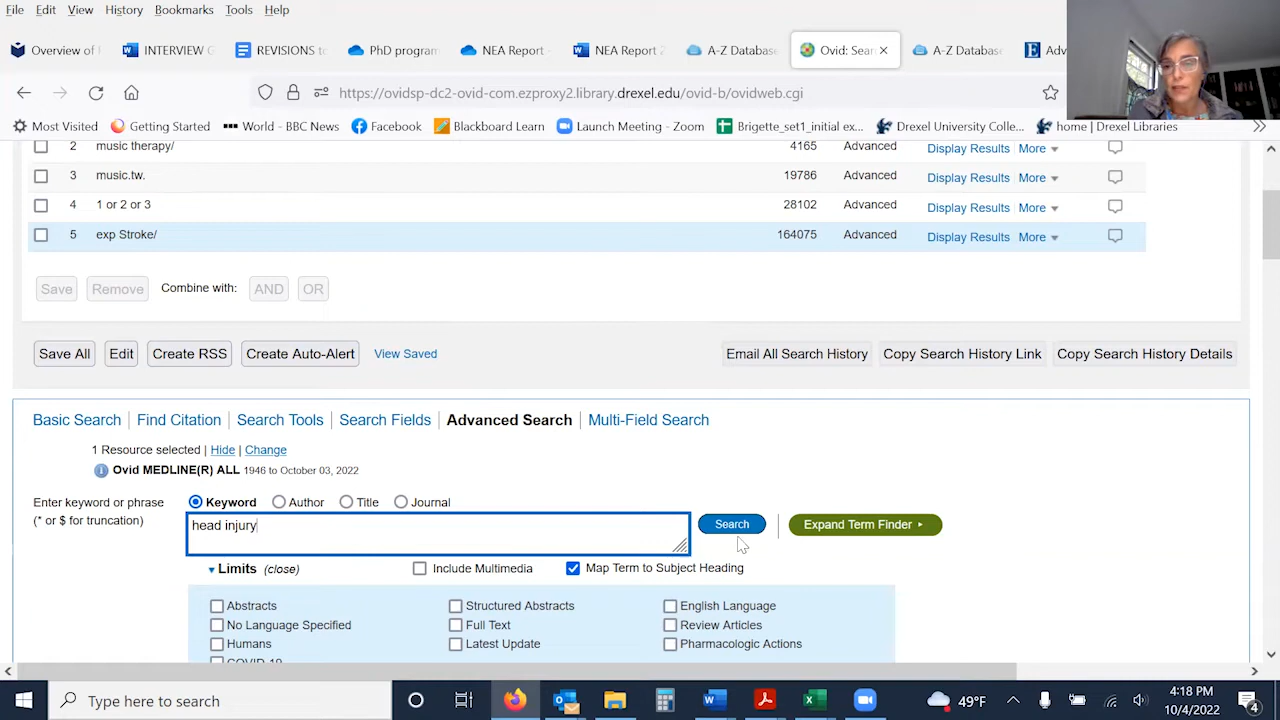 File Edit View History Bookmarks Tools Help
Overview of INTERVIEW REVISIONS to PhD program NEA Report NEA Report 2 A-Z Database Ovid: Sear A-Z Database Adv
https://ovidsp-dc2-ovid-com.ezproxy2.library.drexel.edu/ovid-b/ovidweb.cgi
Most Visited Getting Started World - BBC News Facebook Blackboard Learn Launch Meeting - Zoom Brigette_set1_initial ex... Drexel University Colle... home | Drexel Libraries
2 music therapy/ 4165 Advanced Display Results More
3 music.tw. 19786 Advanced Display Results More
4 1 or 2 or 3 28102 Advanced Display Results More
5 exp Stroke/ 164075 Advanced Display Results More
Save Remove Combine with: AND OR
Save All Edit Create RSS Create Auto-Alert View Saved Email All Search History Copy Search History Link Copy Search History Details
Basic Search | Find Citation | Search Tools | Search Fields | Advanced Search | Multi-Field Search
1 Resource selected | Hide | Change
Ovid MEDLINE(R) ALL 1946 to October 03, 2022
Enter keyword or phrase Keyword Author Title Journal
(* or $ for truncation) head injury Search Expand Term Finder
Limits (close) Include Multimedia Map Term to Subject Heading
Abstracts Structured Abstracts English Language
No Language Specified Full Text Review Articles
Humans Latest Update Pharmacologic Actions
COVID-19
Type here to search 49°F 4:18 PM
10/4/2022 4